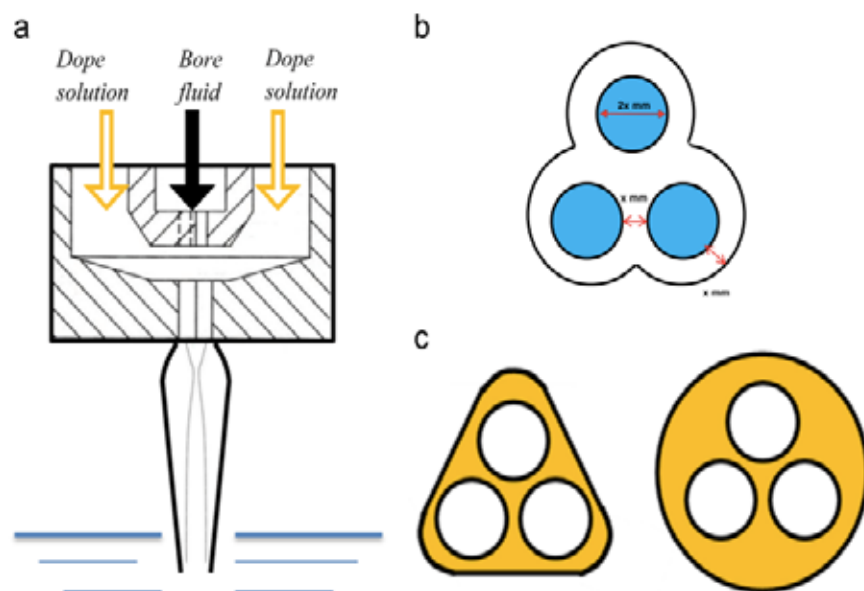 a
Dope
solution
Bore
fluid
Dope
solution
b
2x mm
x mm
x mm
c